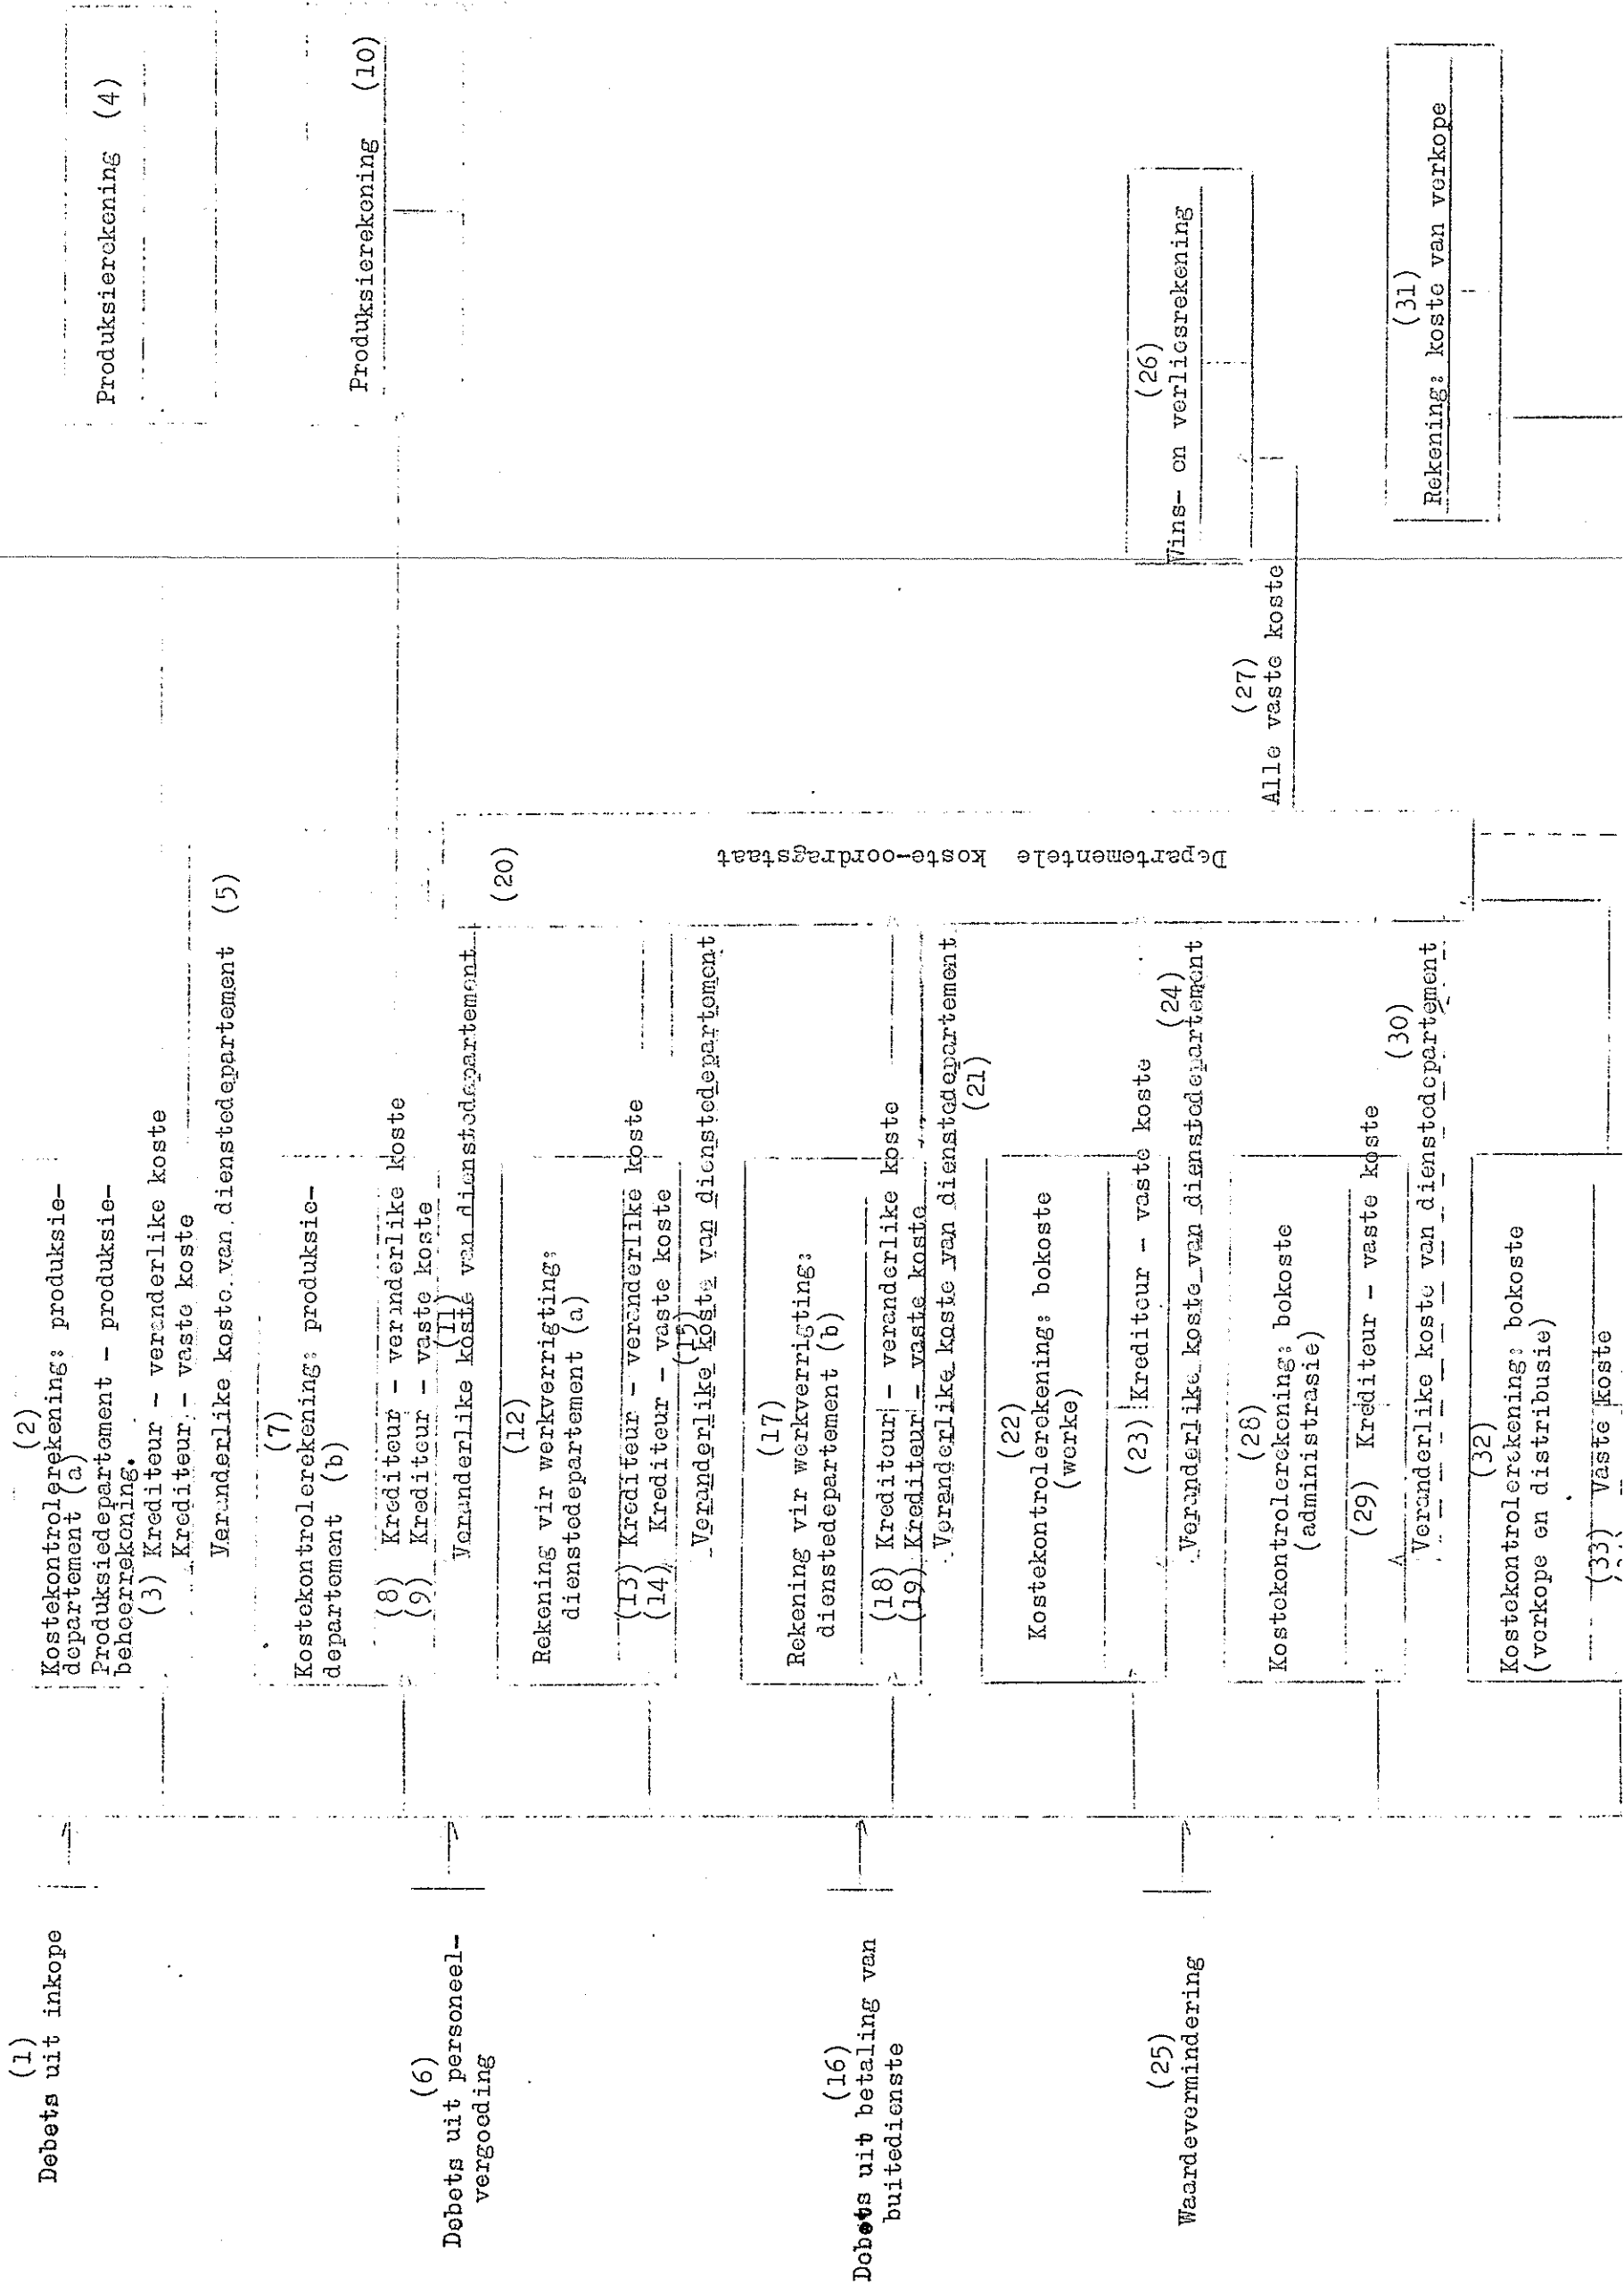 (1)
Debets uit inkope
(2)
Kostekontrolerekening: produksie-
departement (a)
Produksiedepartement – produksie-
beheerrekening.
(3) Krediteur – veranderlike koste
Krediteur – vaste koste
Veranderlike koste van dienstedepartement (5)
Produksierekening (4)
(6)
Debets uit personeel-
vergoeding
(7)
Kostekontrolerekening: produksie-
departement (b)
(8) Krediteur – veranderlike koste
(9) Krediteur – vaste koste
(11)
Veranderlike koste van dienstedepartement
Produksierekening (10)
(12)
Rekening vir werkverrigting:
dienstedepartement (a)
(13) Krediteur – veranderlike koste
(14) Krediteur – vaste koste
(15)
Veranderlike koste van dienstedepartement
(16)
Debets uit betaling van
buitedienste
(17)
Rekening vir werkverrigting:
dienstedepartement (b)
(18) Krediteur – veranderlike koste
(19) Krediteur – vaste koste
Veranderlike koste van dienstedepartement
(21)
(20)
Departementele koste-oordragstaat
(22)
Kostekontrolerekening: bokoste
(werke)
(23) Krediteur – vaste koste
(24)
Veranderlike koste van dienstedepartement
(25)
Waardevermindering
(26)
Wins- en verliesrekening
(27)
Alle vaste koste
(28)
Kostekontrolerekening: bokoste
(administrasie)
(29) Krediteur – vaste koste
(30)
Veranderlike koste van dienstedepartement
(31)
Rekening: koste van verkope
(32)
Kostekontrolerekening: bokoste
(verkope en distribusie)
(33) Vaste koste